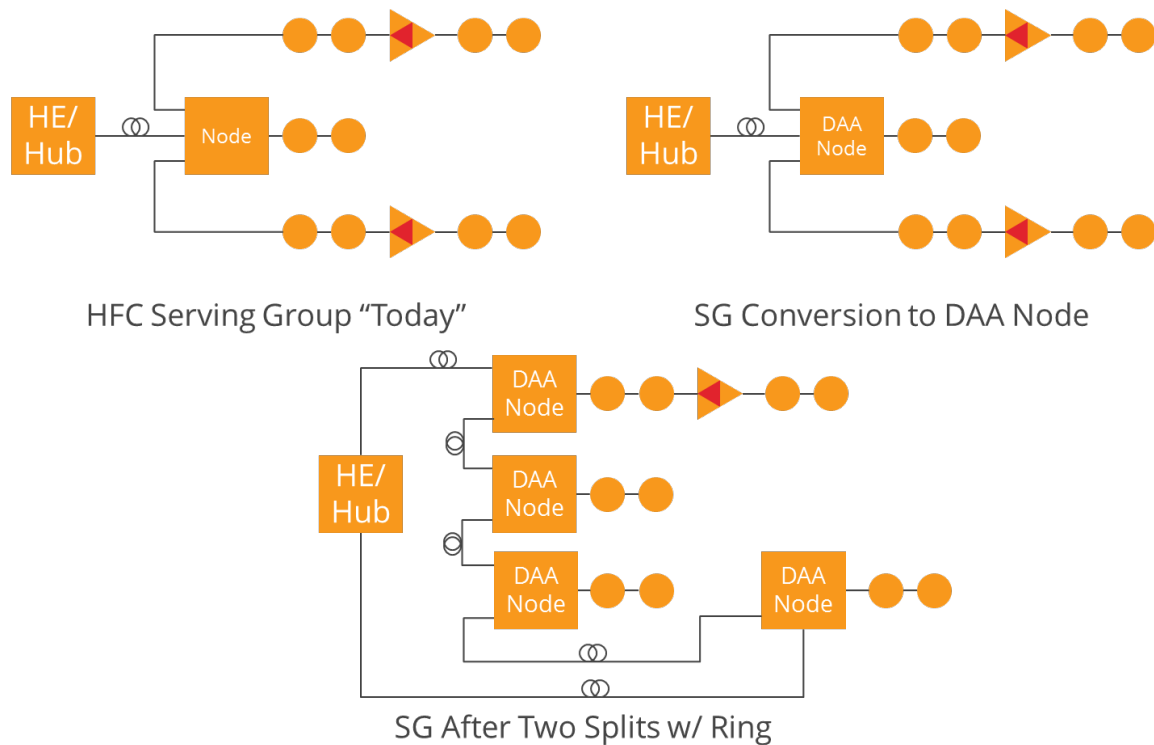 HE/
Hub
Node
HFC Serving Group “Today”
HE/
Hub
DAA
Node
SG Conversion to DAA Node
DAA
Node
HE/
Hub
DAA
Node
DAA
Node
DAA
Node
SG After Two Splits w/ Ring